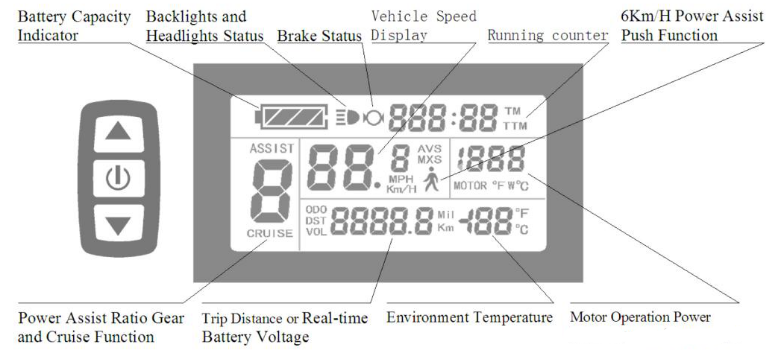 Battery Capacity
Indicator
Backlights and
Headlights Status
Brake Status
Vehicle Speed
Display
Running counter
6Km/H Power Assist
Push Function
888:88 TM
TTM
ASSIST
8
CRUISE
88.8
AVS
MXS
MPH
Km/H
1888
MOTOR °F W°C
ODO
DST
VOL
8888.8
Mil
Km
-188
°F
°C
Power Assist Ratio Gear
and Cruise Function
Trip Distance or Real-time
Battery Voltage
Environment Temperature
Motor Operation Power